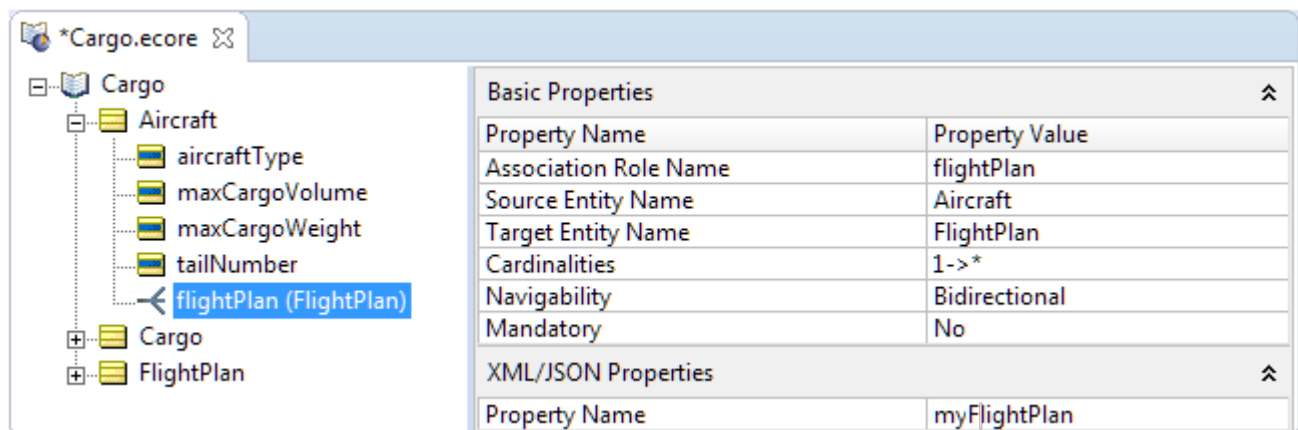 *Cargo.ecore
Cargo
Aircraft
aircraftType
maxCargoVolume
maxCargoWeight
tailNumber
flightPlan (FlightPlan)
Cargo
FlightPlan
Basic Properties
Property Name Property Value
Association Role Name flightPlan
Source Entity Name Aircraft
Target Entity Name FlightPlan
Cardinalities 1->*
Navigability Bidirectional
Mandatory No
XML/JSON Properties
Property Name myFlightPlan